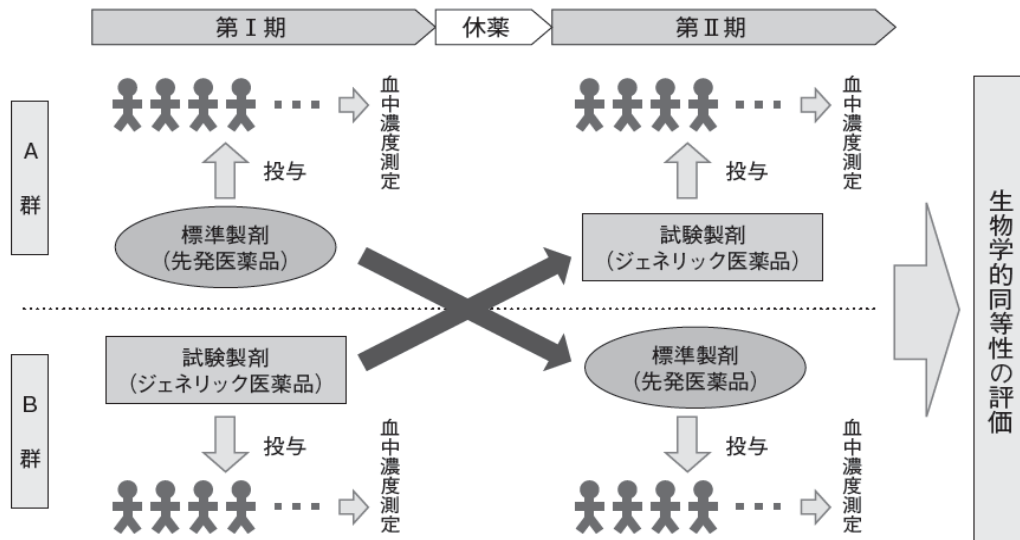 第Ⅰ期
休薬
第Ⅱ期
A群
血中濃度測定
投与
標準製剤
(先発医薬品)
血中濃度測定
投与
試験製剤
(ジェネリック医薬品)
B群
試験製剤
(ジェネリック医薬品)
投与
血中濃度測定
標準製剤
(先発医薬品)
投与
血中濃度測定
生物学的同等性の評価